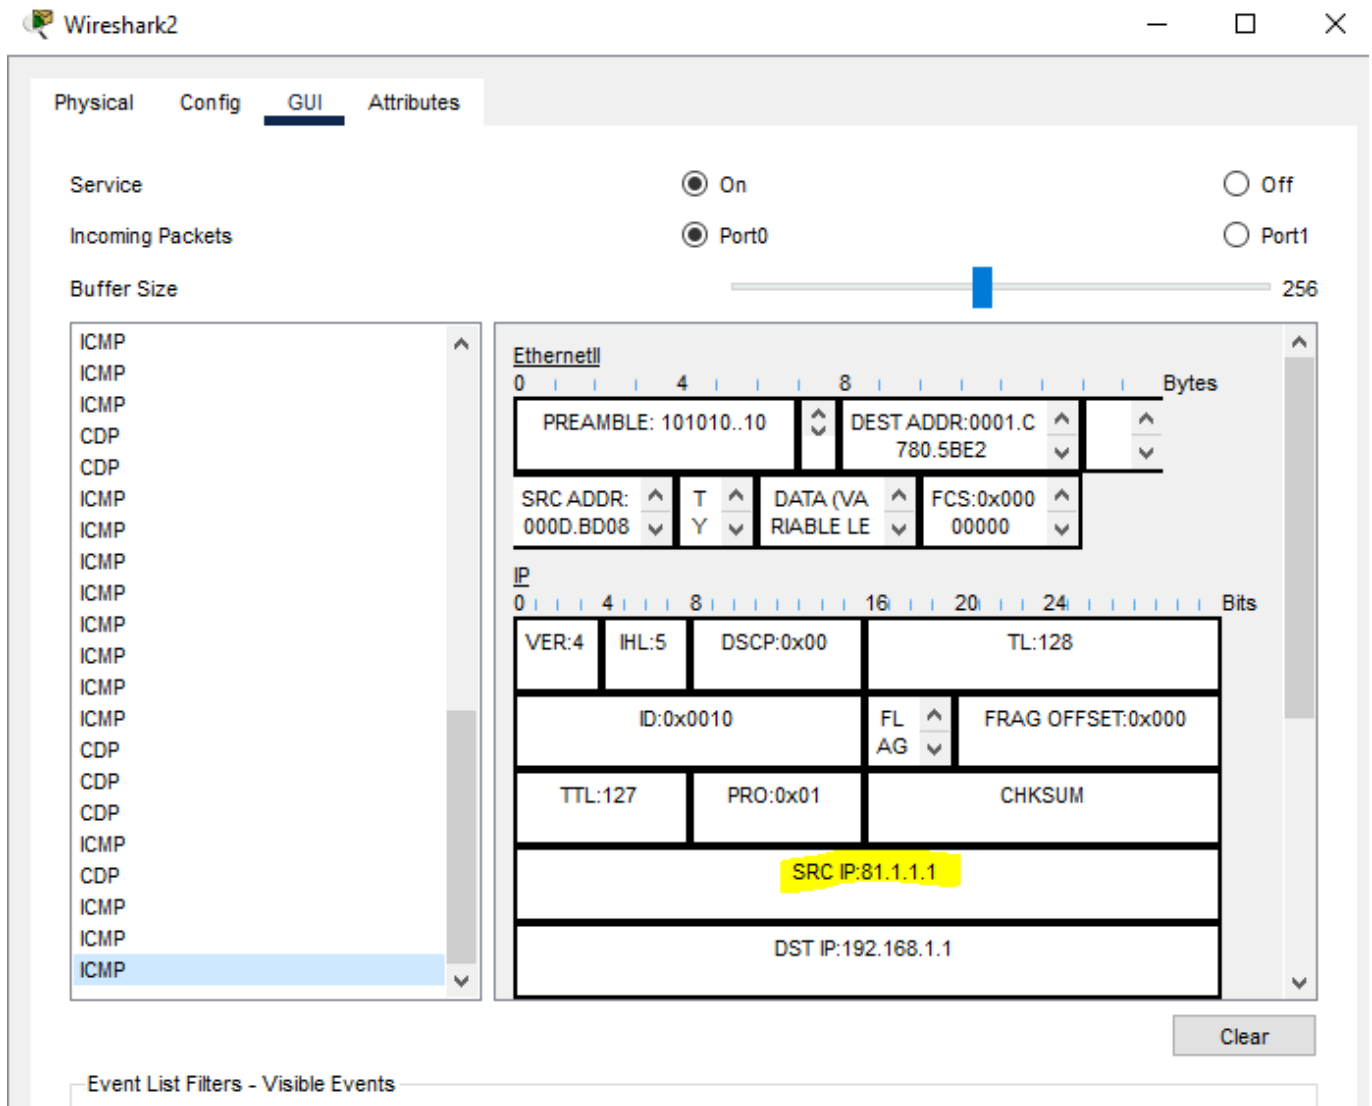 Wireshark2
Physical Config GUI Attributes
Service On Off
Incoming Packets Port0 Port1
Buffer Size 256
ICMP
ICMP
ICMP
CDP
CDP
ICMP
ICMP
ICMP
ICMP
ICMP
ICMP
ICMP
ICMP
CDP
CDP
CDP
ICMP
CDP
ICMP
ICMP
ICMP
EthernetII
0 4 8 Bytes
PREAMBLE: 101010..10 DEST ADDR:0001.C
780.5BE2
SRC ADDR: T DATA (VA FCS:0x000
000D.BD08 Y RIABLE LE 00000
IP
0 4 8 16 20 24 Bits
VER:4 IHL:5 DSCP:0x00 TL:128
ID:0x0010 FL FRAG OFFSET:0x000
AG
TTL:127 PRO:0x01 CHKSUM
SRC IP:81.1.1.1
DST IP:192.168.1.1
Clear
Event List Filters - Visible Events